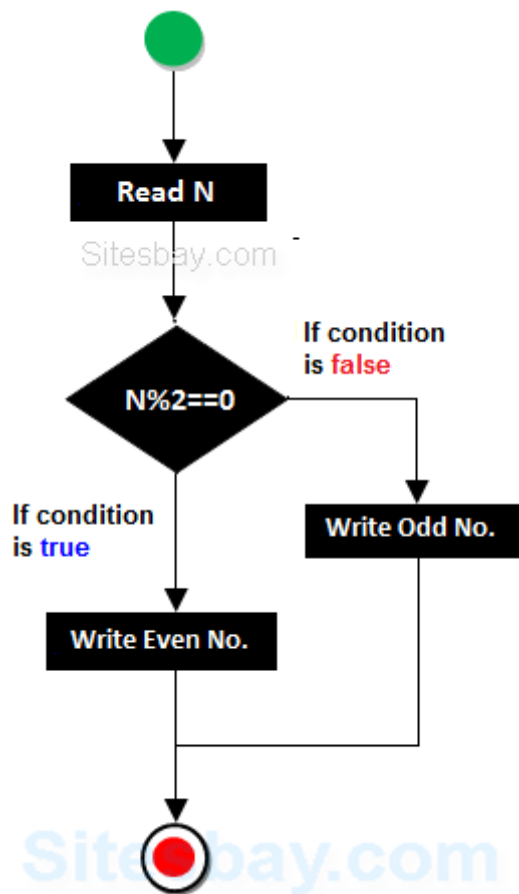 Read N
Sitesbay.com
If condition
is false
N%2==0
If condition
is true
Write Odd No.
Write Even No.
Sitesbay.com